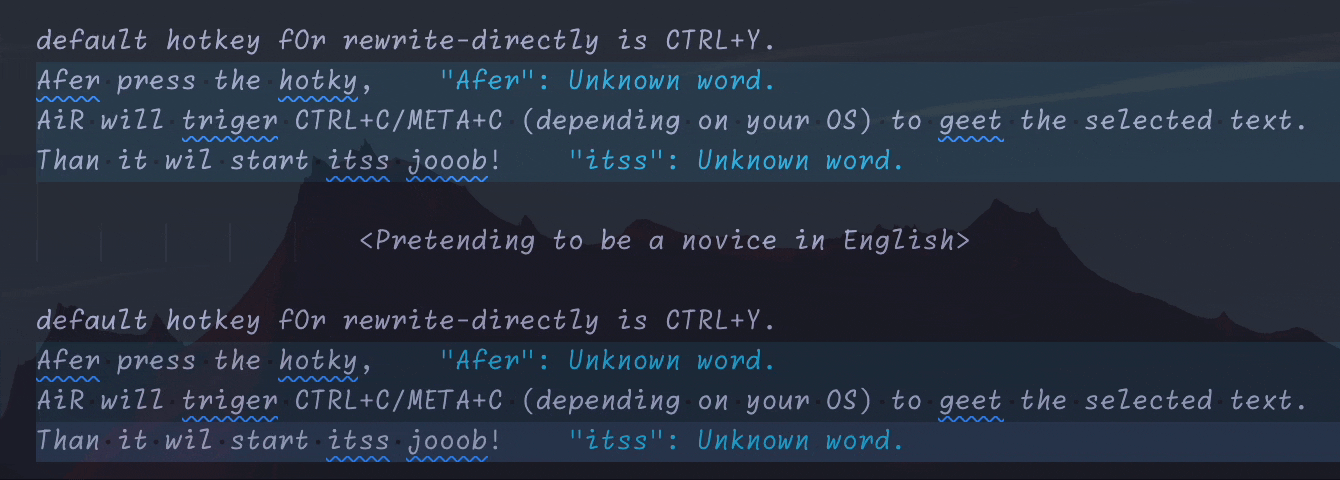 default hotkey fOr rewrite-directly is CTRL+Y.
Afer press the hotky, "Afer": Unknown word.
AiR will triger CTRL+C/META+C (depending on your OS) to geet the selected text.
Than it wil start itss jooob! "itss": Unknown word.
<Pretending to be a novice in English>
default hotkey fOr rewrite-directly is CTRL+Y.
Afer press the hotky, "Afer": Unknown word.
AiR will triger CTRL+C/META+C (depending on your OS) to geet the selected text.
Than it wil start itss jooob! "itss": Unknown word.